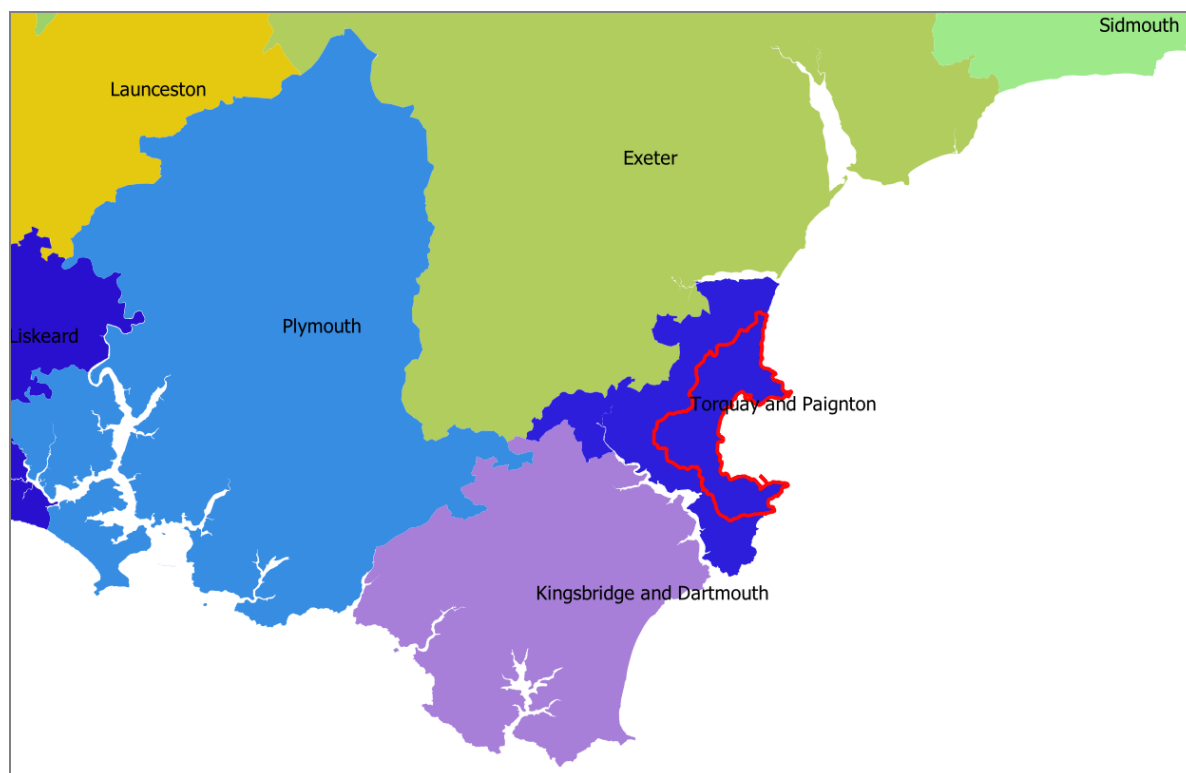 Sidmouth
Launceston
Exeter
Plymouth
Liskeard
Torquay and Paignton
Kingsbridge and Dartmouth